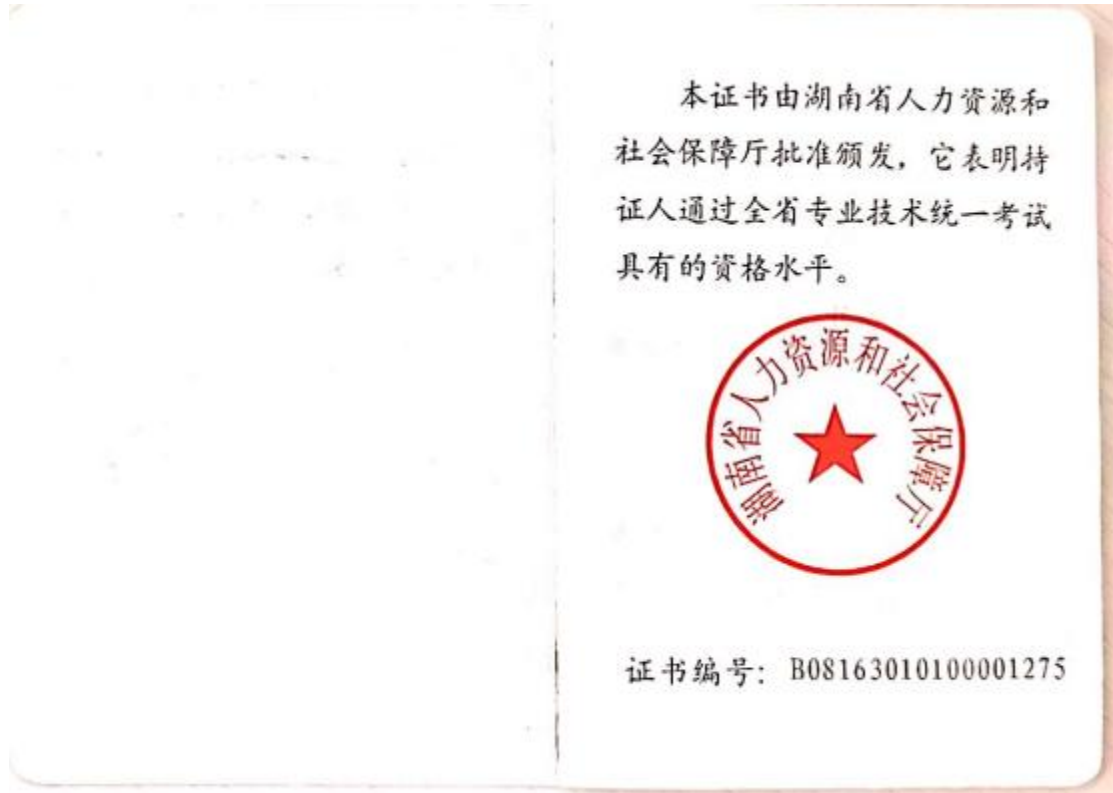 本证书由湖南省人力资源和
社会保障厅批准颁发，它表明持
证人通过全省专业技术统一考试
具有的资格水平。
湖南省人力资源和社会保障厅
证书编号：B08163010100001275